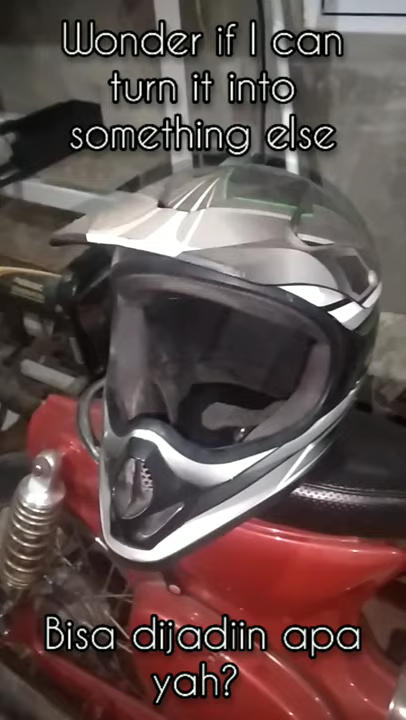 Wonder if I can
turn it into
something else
Bisa dijadiin apa
yah?